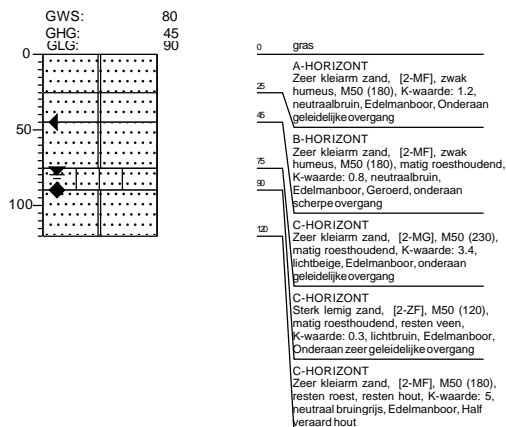 GWS: 80
GHG: 45
GLG: 90
0
50
100
0 gras
A-HORIZONT
Zeer kleiarm zand, [2-MF], zwak
humeus, M50 (180), K-waarde: 1.2,
neutraalbruin, Edelmanboor, Onderaan
geleidelijke overgang
25
B-HORIZONT
Zeer kleiarm zand, [2-MF], zwak
humeus, M50 (180), matig roesthoudend,
K-waarde: 0.8, neutraalbruin,
Edelmanboor, Geroerd, onderaan
scherpe overgang
45
C-HORIZONT
Zeer kleiarm zand, [2-MG], M50 (230),
matig roesthoudend, K-waarde: 3.4,
lichtbeige, Edelmanboor, onderaan
geleidelijke overgang
75
C-HORIZONT
Sterk lemig zand, [2-ZF], M50 (120),
matig roesthoudend, resten veen,
K-waarde: 0.3, lichtbruin, Edelmanboor,
Onderaan zeer geleidelijke overgang
90
C-HORIZONT
Zeer kleiarm zand, [2-MF], M50 (180),
resten roest, resten hout, K-waarde: 5,
neutraal bruingrijs, Edelmanboor, Half
veraard hout
120